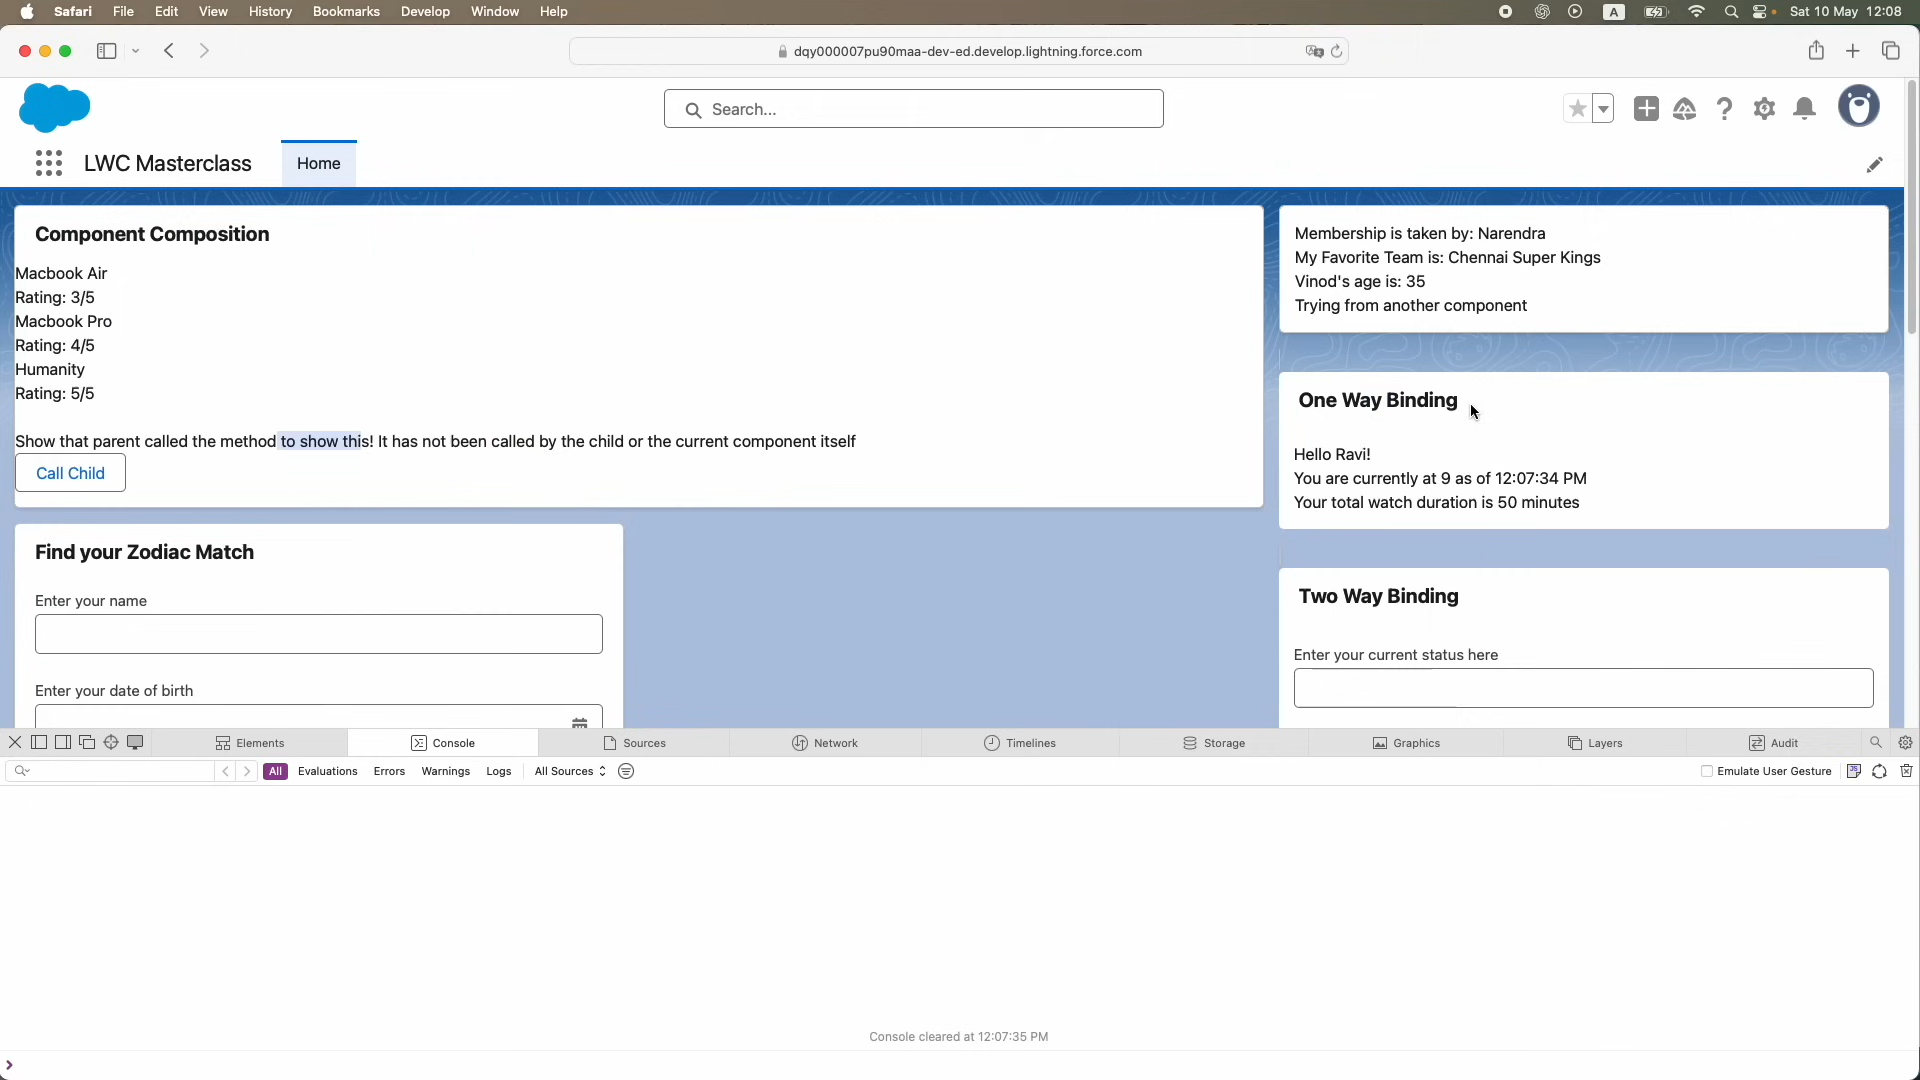 Safari File Edit View History Bookmarks Develop Window Help
A
Sat 10 May 12:08
dqy000007pu90maa-dev-ed.develop.lightning.force.com
Search...
LWC Masterclass
Home
Component Composition
Macbook Air
Rating: 3/5
Macbook Pro
Rating: 4/5
Humanity
Rating: 5/5
Show that parent called the method to show this! It has not been called by the child or the current component itself
Call Child
Find your Zodiac Match
Enter your name
Enter your date of birth
Membership is taken by: Narendra
My Favorite Team is: Chennai Super Kings
Vinod's age is: 35
Trying from another component
One Way Binding
Hello Ravi!
You are currently at 9 as of 12:07:34 PM
Your total watch duration is 50 minutes
Two Way Binding
Enter your current status here
Elements Console Sources Network Timelines Storage Graphics Layers Audit
All Evaluations Errors Warnings Logs All Sources
Emulate User Gesture
Console cleared at 12:07:35 PM